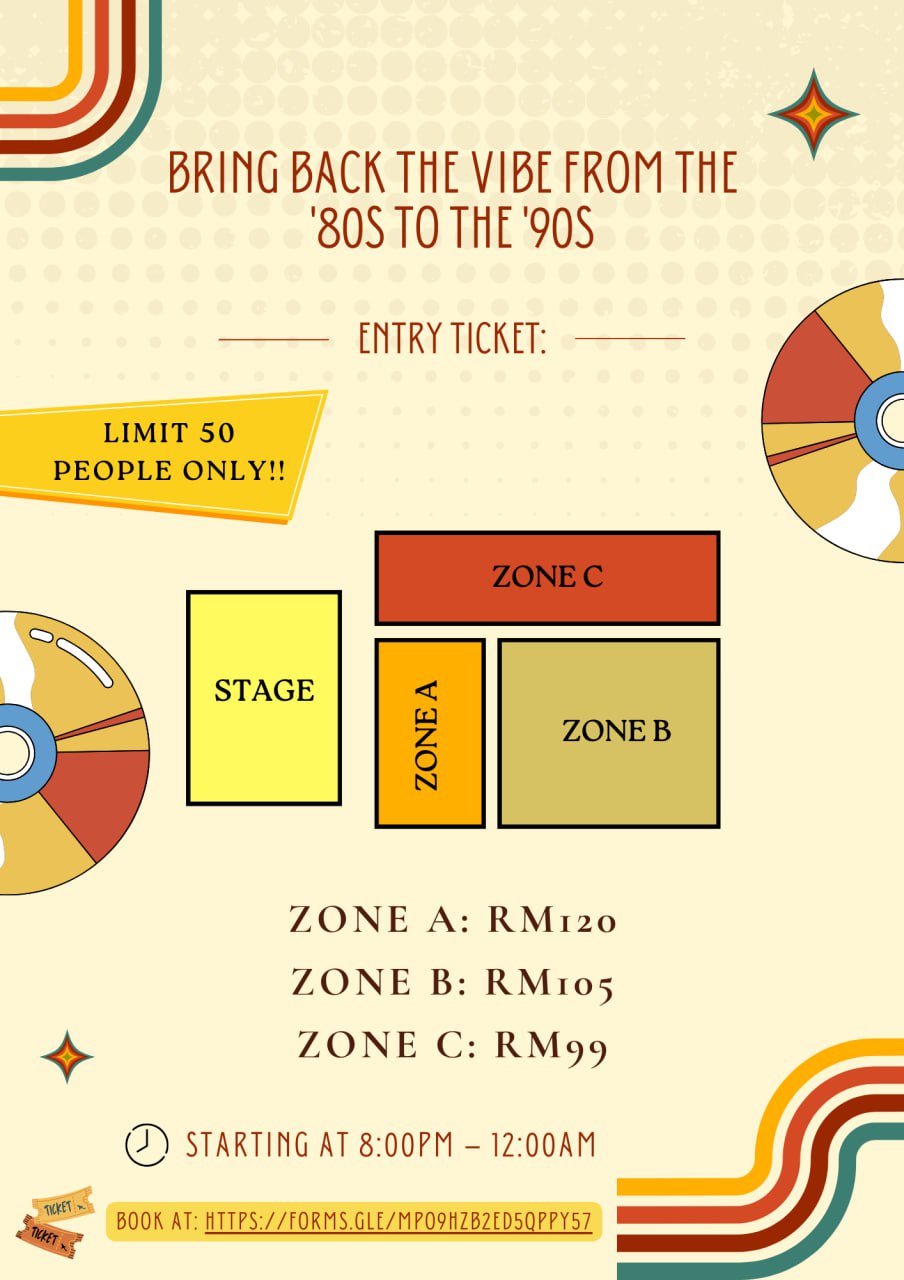 BRING BACK THE VIBE FROM THE
'80S TO THE '90S
ENTRY TICKET:
LIMIT 50
PEOPLE ONLY!!
ZONE C
STAGE
ZONE A
ZONE B
ZONE A: RM120
ZONE B: RM105
ZONE C: RM99
STARTING AT 8:00PM – 12:00AM
TICKET
TICKET
BOOK AT: HTTPS://FORMS.GLE/MPO9HZB2ED5QPPY57